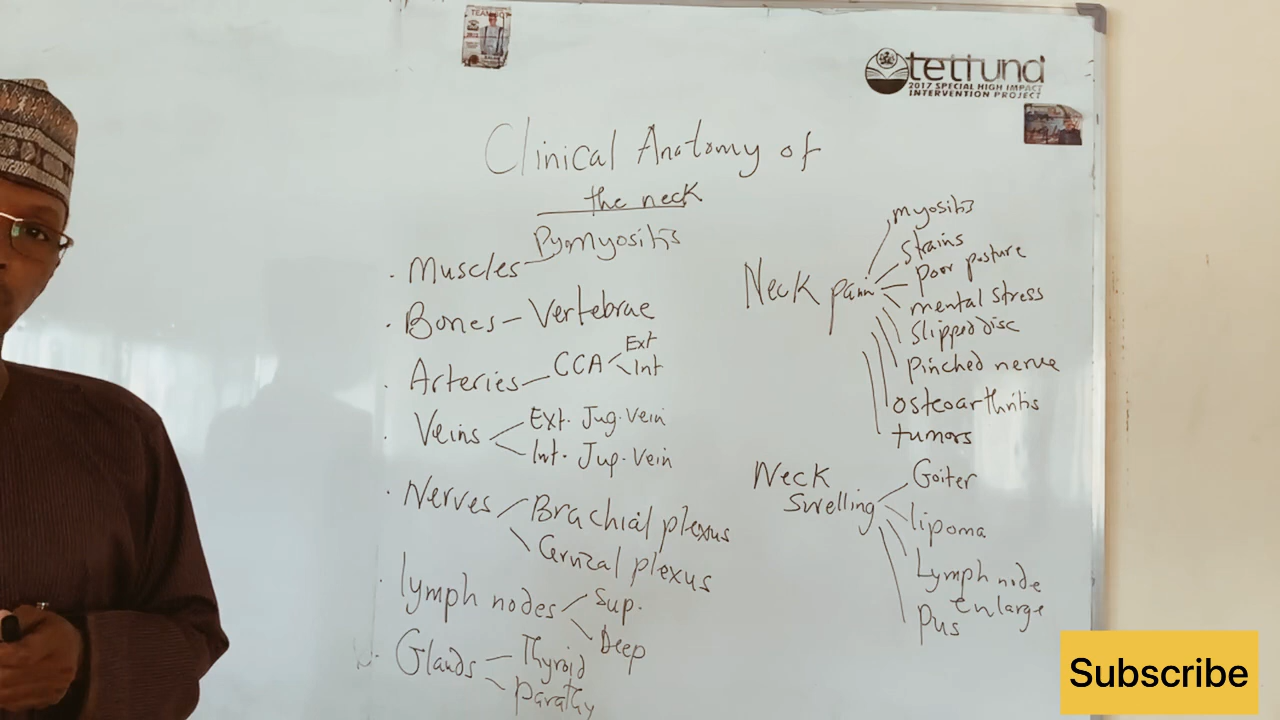 TEAM BOT
tetfund
2017 SPECIAL HIGH IMPACT
INTERVENTION PROJECT
Clinical Anatomy of
the neck
Pyomyositis
· Muscles
· Bones - Vertebrae
· Arteries - CCA
Ext
Int
· Veins
Ext. Jug. Vein
Int. Jug. Vein
· Nerves
Brachial plexus
Cervical plexus
· lymph nodes
Sup.
Deep
· Glands
Thyroid
parathy
Neck pain
myositis
Strains
Poor posture
mental stress
Slipped disc
Pinched nerve
osteoarthritis
tumors
Neck
Swelling
Goiter
lipoma
Lymph node
enlarge
Pus
Subscribe